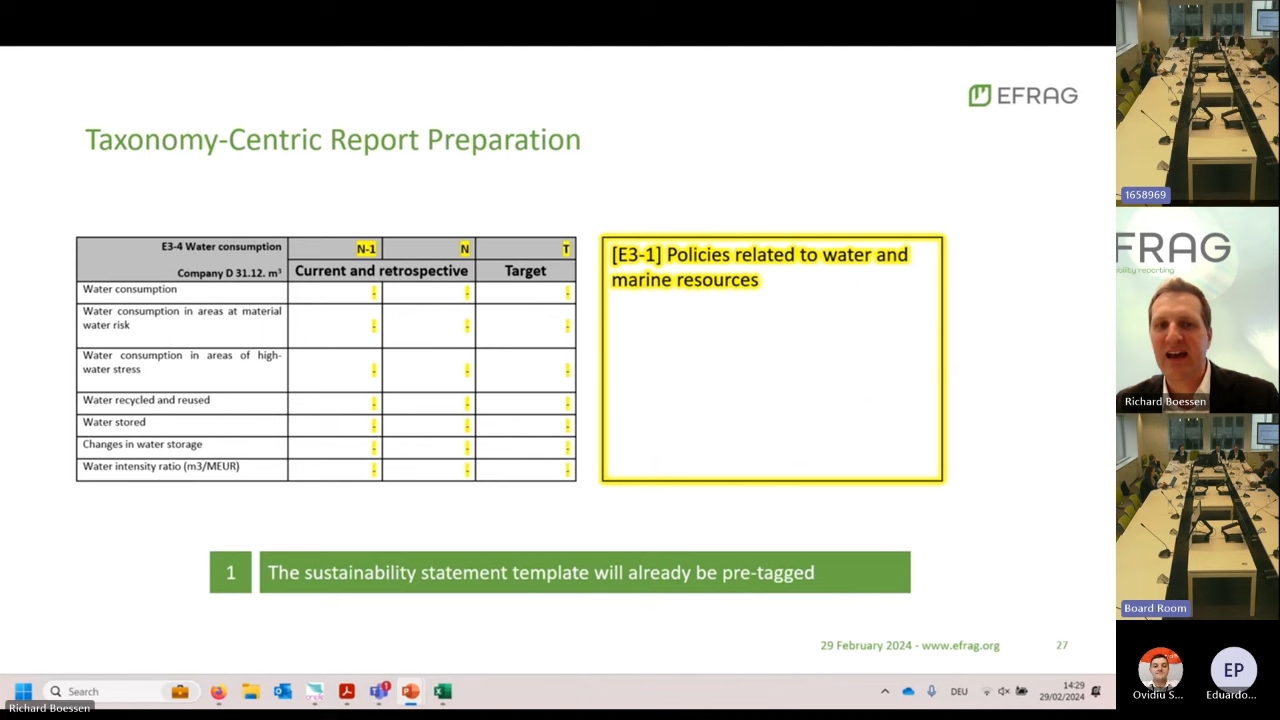 EFRAG
Taxonomy-Centric Report Preparation
E3-4 Water consumption
Company D 31.12. m³
N-1
N
T
Current and retrospective
Target
Water consumption
-
-
-
Water consumption in areas at material
water risk
-
-
-
Water consumption in areas of high-
water stress
-
-
-
Water recycled and reused
-
-
-
Water stored
-
-
-
Changes in water storage
-
-
-
Water intensity ratio (m3/MEUR)
-
-
-
[E3-1] Policies related to water and
marine resources
1
The sustainability statement template will already be pre-tagged
29 February 2024 - www.efrag.org
27
Search
DEU
14:29
29/02/2024
Richard Boessen
1658969
FRAG
Richard Boessen
Board Room
EP
Ovidiu S...
Eduardo...